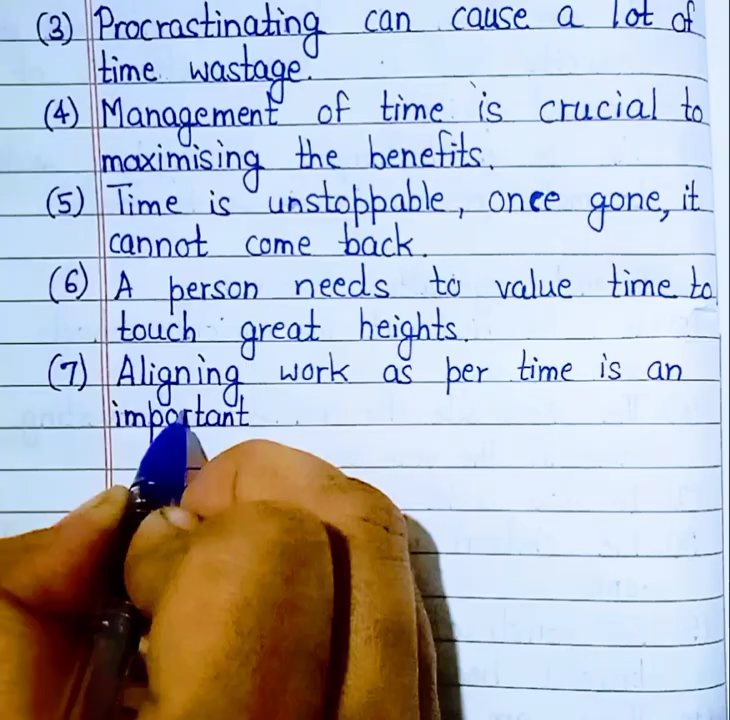 (3) Procrastinating can cause a lot of
time wastage.
(4) Management of time is crucial to
maximising the benefits.
(5) Time is unstoppable, once gone, it
cannot come back.
(6) A person needs to value time to
touch great heights.
(7) Aligning work as per time is an
important